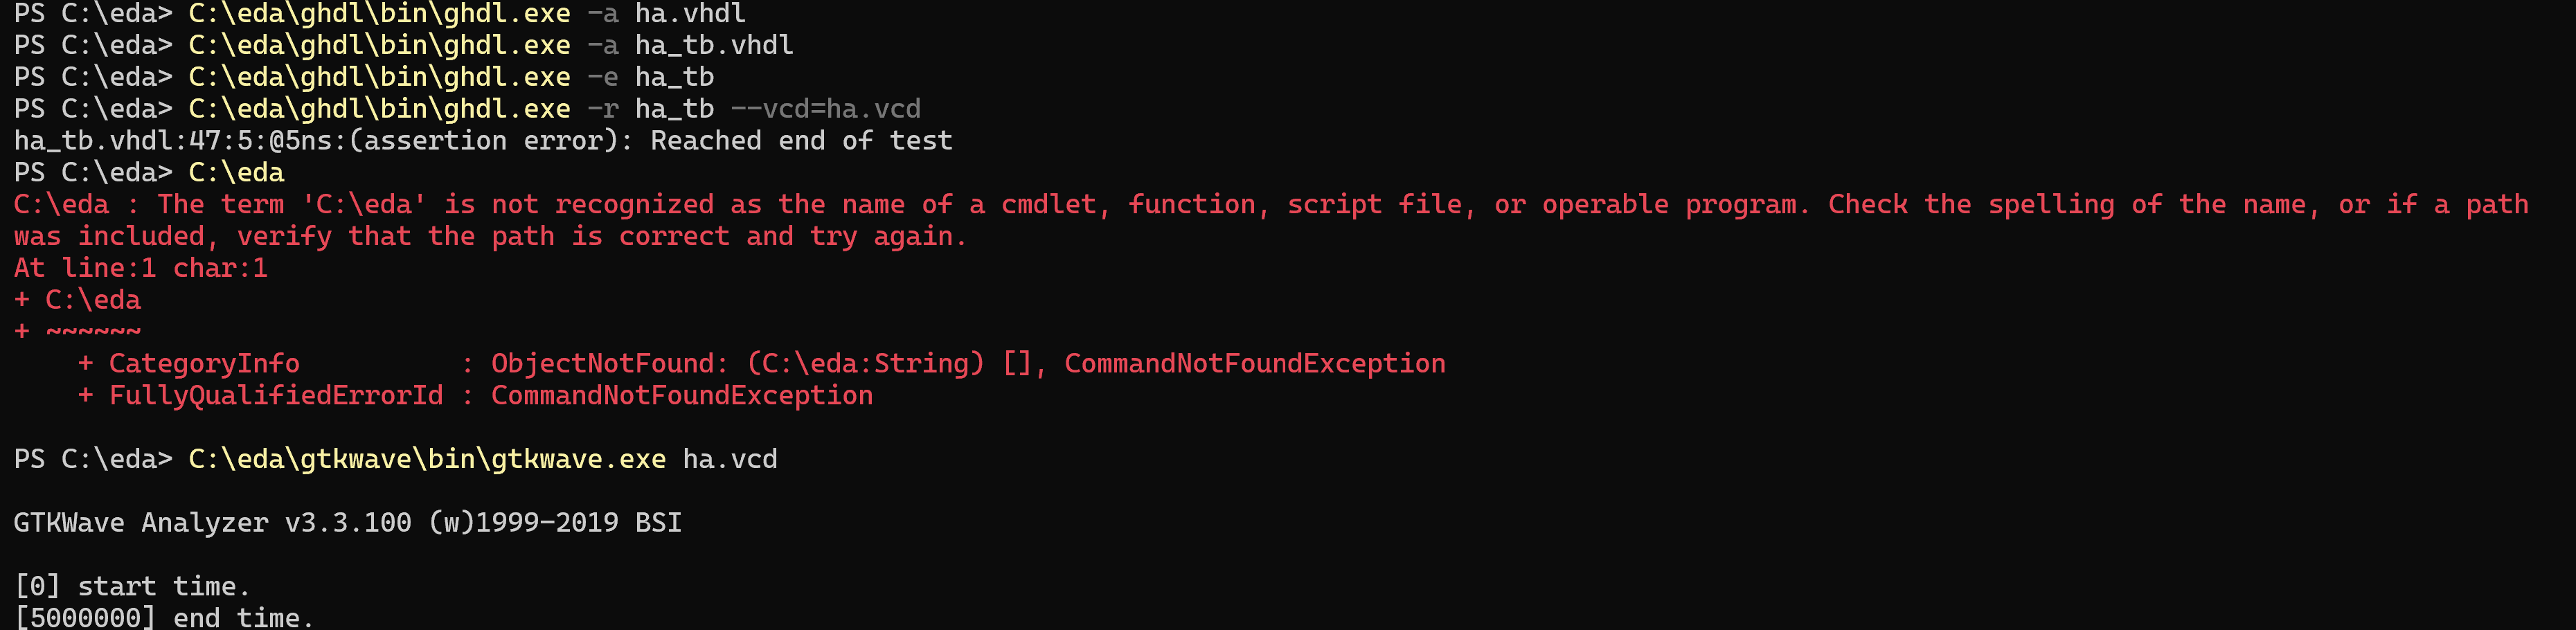 PS C:\eda> C:\eda\ghdl\bin\ghdl.exe -a ha.vhdl
PS C:\eda> C:\eda\ghdl\bin\ghdl.exe -a ha_tb.vhdl
PS C:\eda> C:\eda\ghdl\bin\ghdl.exe -e ha_tb
PS C:\eda> C:\eda\ghdl\bin\ghdl.exe -r ha_tb --vcd=ha.vcd
ha_tb.vhdl:47:5:@5ns:(assertion error): Reached end of test
PS C:\eda> C:\eda
C:\eda : The term 'C:\eda' is not recognized as the name of a cmdlet, function, script file, or operable program. Check the spelling of the name, or if a path
was included, verify that the path is correct and try again.
At line:1 char:1
+ C:\eda
+ ~~~~~~
    + CategoryInfo          : ObjectNotFound: (C:\eda:String) [], CommandNotFoundException
    + FullyQualifiedErrorId : CommandNotFoundException

PS C:\eda> C:\eda\gtkwave\bin\gtkwave.exe ha.vcd

GTKWave Analyzer v3.3.100 (w)1999-2019 BSI

[0] start time.
[5000000] end time.